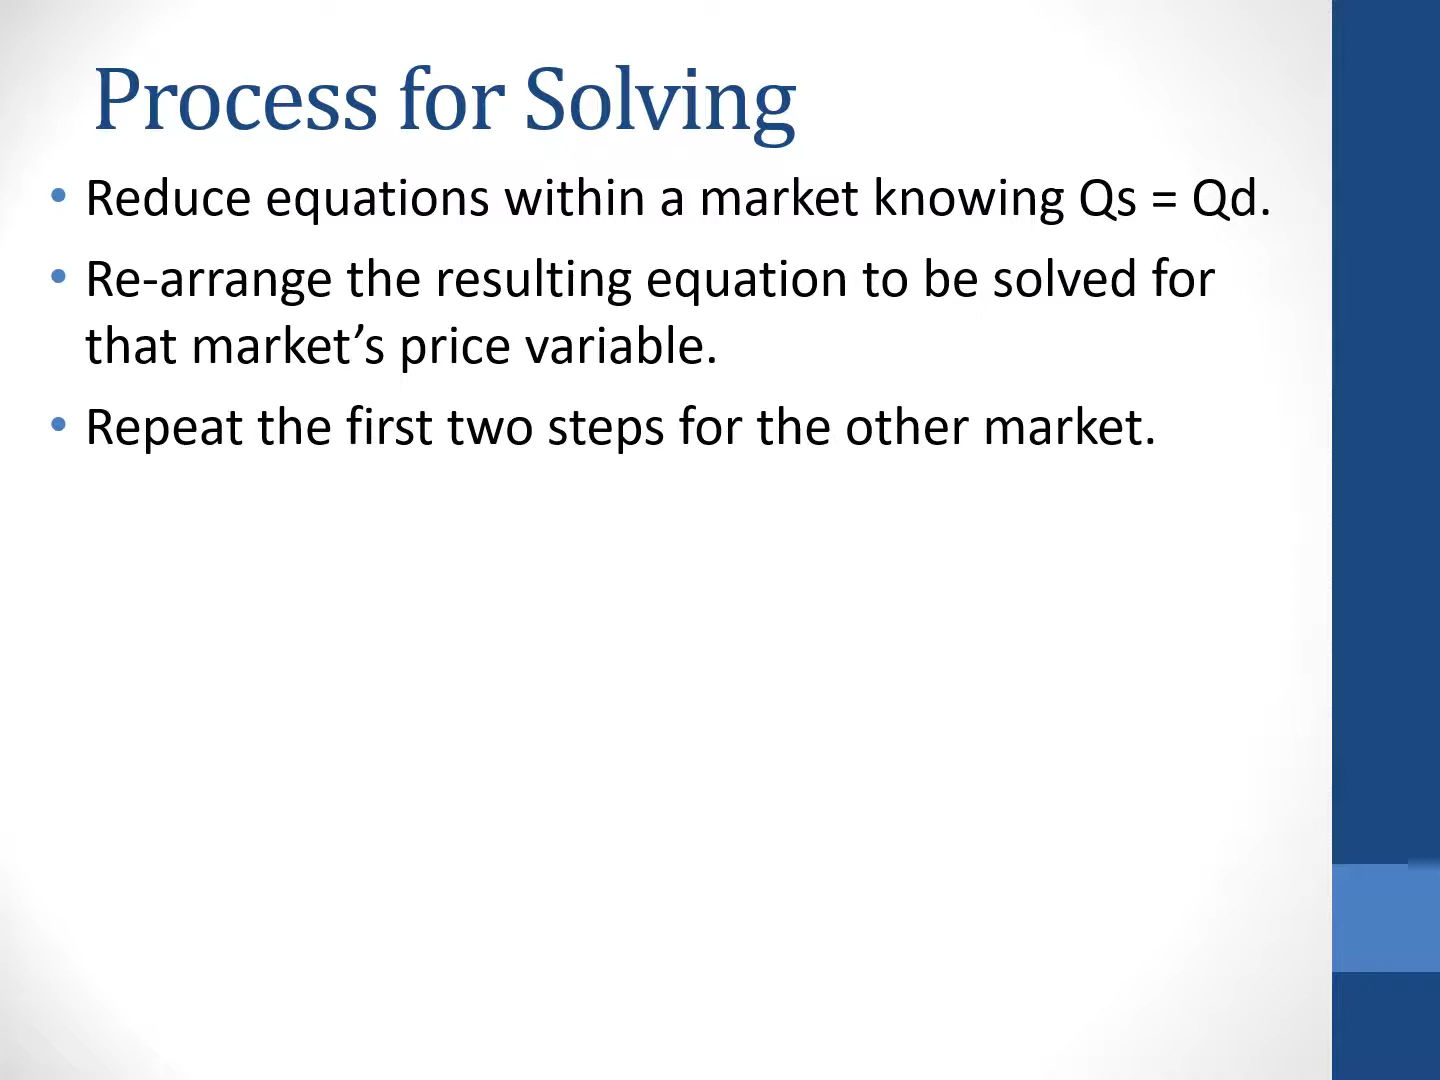 Process for Solving
• Reduce equations within a market knowing Qs = Qd.
• Re-arrange the resulting equation to be solved for
that market’s price variable.
• Repeat the first two steps for the other market.